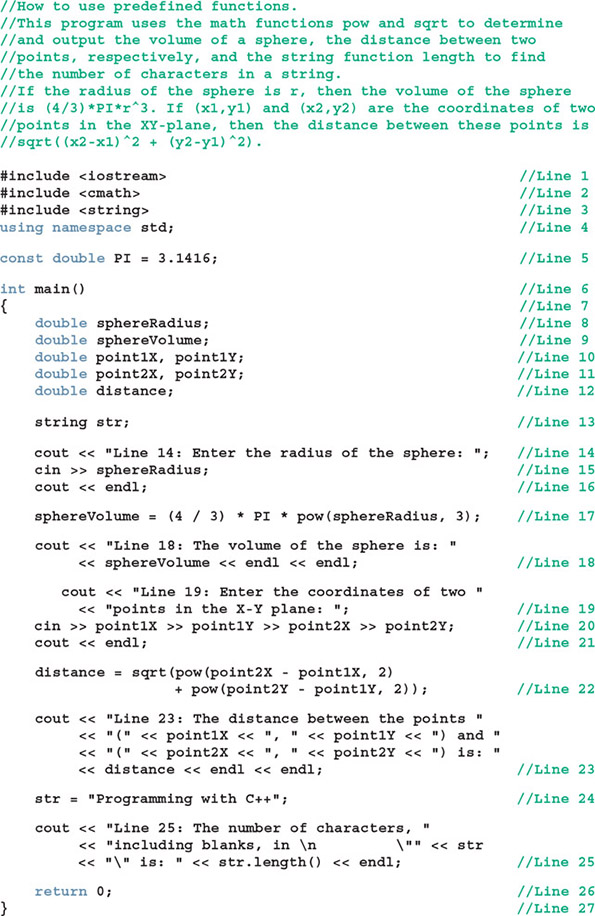 //How to use predefined functions.
//This program uses the math functions pow and sqrt to determine
//and output the volume of a sphere, the distance between two
//points, respectively, and the string function length to find
//the number of characters in a string.
//If the radius of the sphere is r, then the volume of the sphere
//is (4/3)*PI*r^3. If (x1,y1) and (x2,y2) are the coordinates of two
//points in the XY-plane, then the distance between these points is
//sqrt((x2-x1)^2 + (y2-y1)^2).
#include <iostream> //Line 1
#include <cmath> //Line 2
#include <string> //Line 3
using namespace std; //Line 4
const double PI = 3.1416; //Line 5
int main() //Line 6
{ //Line 7
double sphereRadius; //Line 8
double sphereVolume; //Line 9
double point1X, point1Y; //Line 10
double point2X, point2Y; //Line 11
double distance; //Line 12
string str; //Line 13
cout << "Line 14: Enter the radius of the sphere: "; //Line 14
cin >> sphereRadius; //Line 15
cout << endl; //Line 16
sphereVolume = (4 / 3) * PI * pow(sphereRadius, 3); //Line 17
cout << "Line 18: The volume of the sphere is: "
<< sphereVolume << endl << endl; //Line 18
cout << "Line 19: Enter the coordinates of two "
<< "points in the X-Y plane: "; //Line 19
cin >> point1X >> point1Y >> point2X >> point2Y; //Line 20
cout << endl; //Line 21
distance = sqrt(pow(point2X - point1X, 2)
+ pow(point2Y - point1Y, 2)); //Line 22
cout << "Line 23: The distance between the points "
<< "(" << point1X << ", " << point1Y << ") and "
<< "(" << point2X << ", " << point2Y << ") is: "
<< distance << endl << endl; //Line 23
str = "Programming with C++"; //Line 24
cout << "Line 25: The number of characters, "
<< "including blanks, in \n         \"" << str
<< "\" is: " << str.length() << endl; //Line 25
return 0; //Line 26
} //Line 27